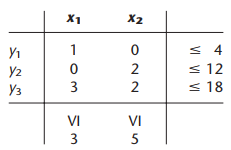 x1 x2
y1 1 0 ≤ 4
y2 0 2 ≤ 12
y3 3 2 ≤ 18
VI VI
3 5